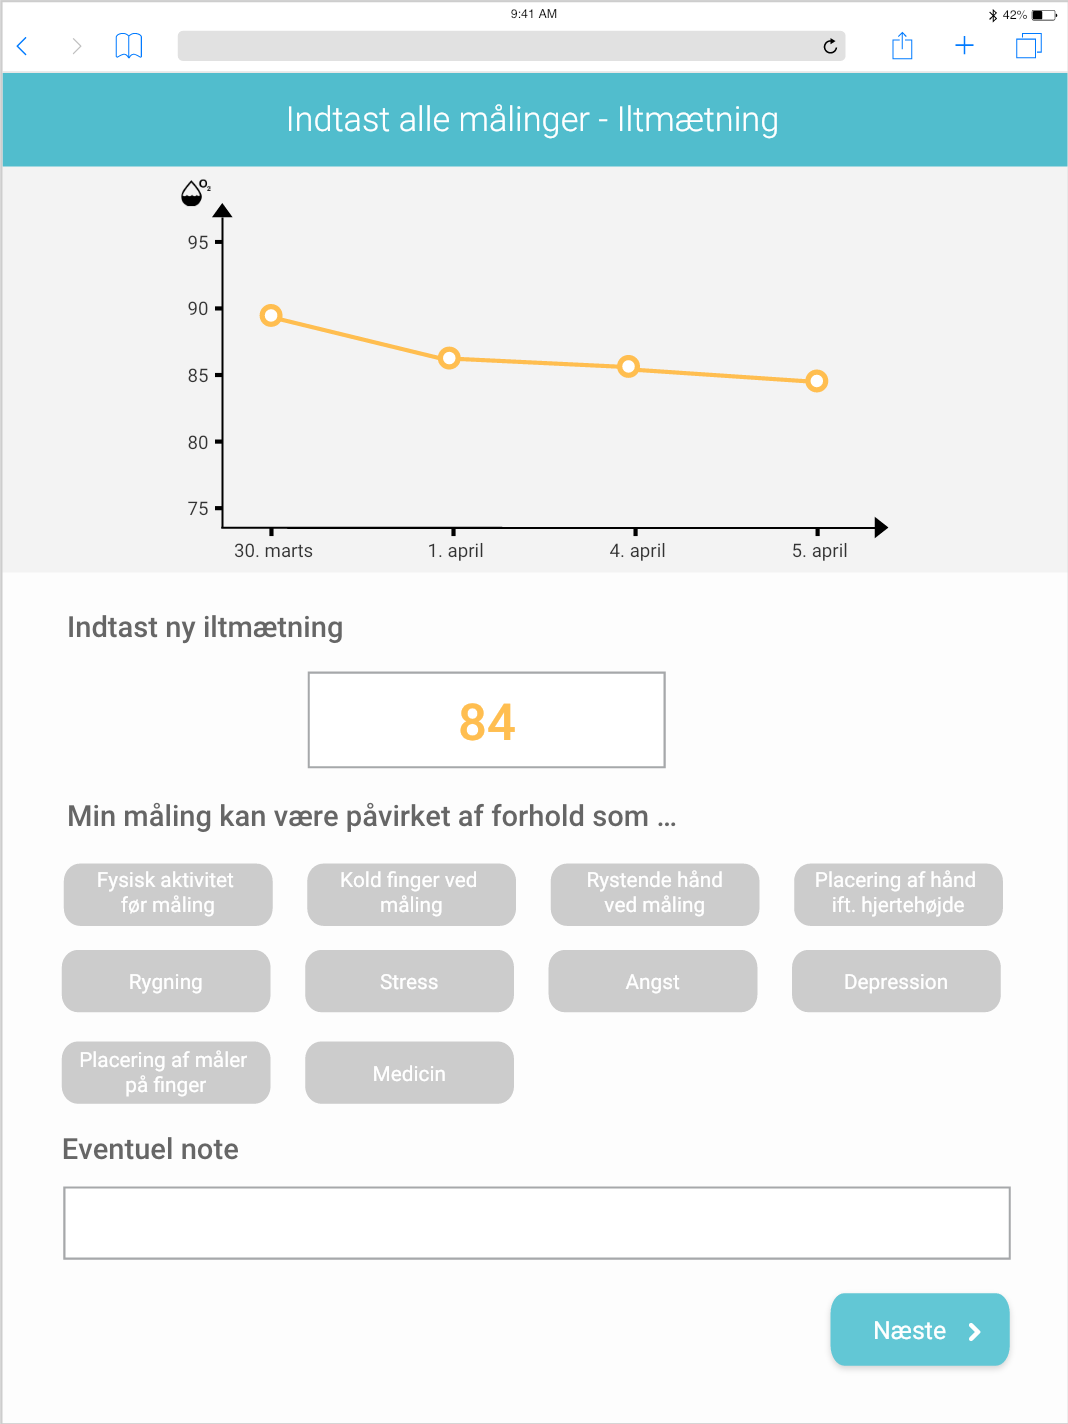 9:41 AM
42%
Indtast alle målinger - Iltmætning
O₂
95
90
85
80
75
30. marts
1. april
4. april
5. april
Indtast ny iltmætning
84
Min måling kan være påvirket af forhold som ...
Fysisk aktivitet
før måling
Kold finger ved
måling
Rystende hånd
ved måling
Placering af hånd
ift. hjertehøjde
Rygning
Stress
Angst
Depression
Placering af måler
på finger
Medicin
Eventuel note
Næste